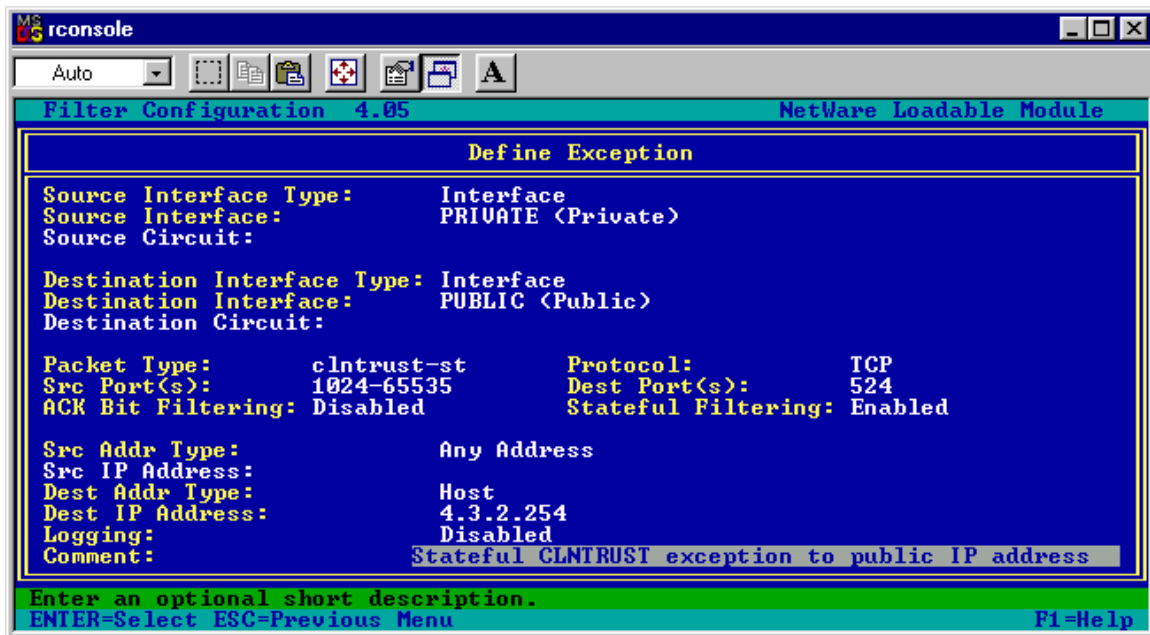 MS DS rconsole
Auto
A
Filter Configuration 4.05 NetWare Loadable Module
Define Exception
Source Interface Type: Interface
Source Interface: PRIVATE (Private)
Source Circuit:
Destination Interface Type: Interface
Destination Interface: PUBLIC (Public)
Destination Circuit:
Packet Type: clntrust-st Protocol: TCP
Src Port(s): 1024-65535 Dest Port(s): 524
ACK Bit Filtering: Disabled Stateful Filtering: Enabled
Src Addr Type: Any Address
Src IP Address:
Dest Addr Type: Host
Dest IP Address: 4.3.2.254
Logging: Disabled
Comment: Stateful CLNTRUST exception to public IP address
Enter an optional short description.
ENTER=Select ESC=Previous Menu F1=Help